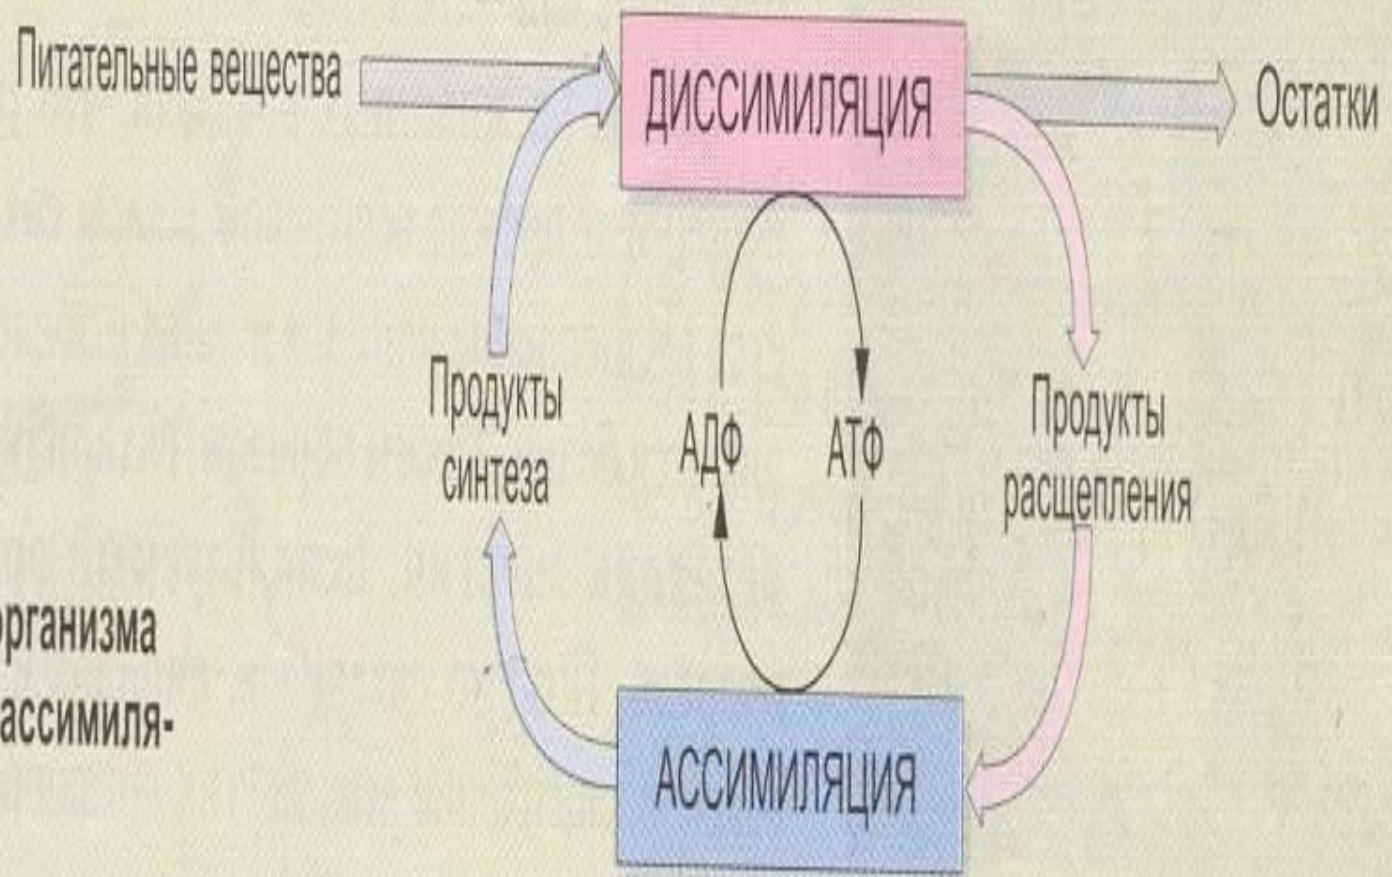 Питательные вещества
ДИССИМИЛЯЦИЯ
Остатки
Продукты
синтеза
АДФ
АТФ
Продукты
расщепления
организма
ассимиля-
АССИМИЛЯЦИЯ